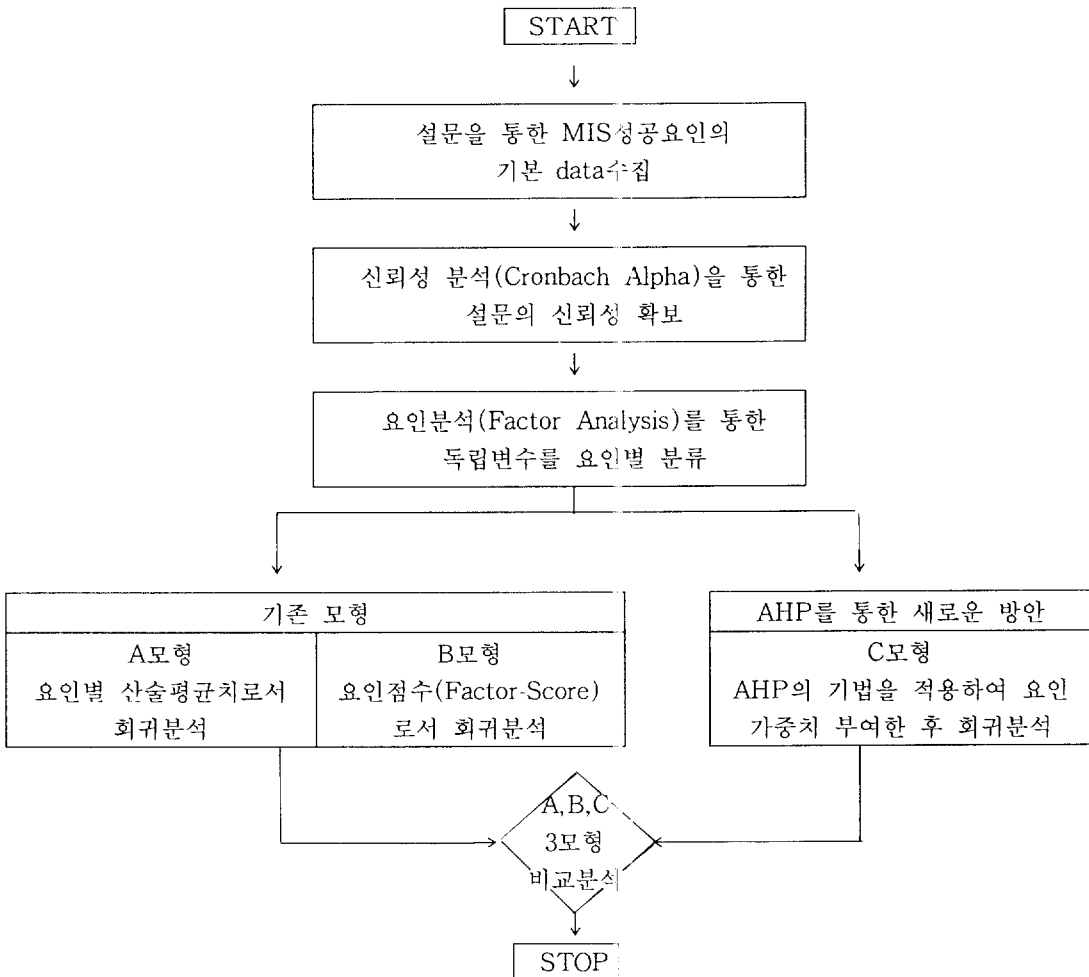 START
설문을 통한 MIS성공요인의
기본 data수집
신뢰성 분석(Cronbach Alpha)을 통한
설문의 신뢰성 확보
요인분석(Factor Analysis)를 통한
독립변수를 요인별 분류
기존 모형
A모형
요인별 산술평균치로서
회귀분석
B모형
요인점수(Factor-Score)
로서 회귀분석
AHP를 통한 새로운 방안
C모형
AHP의 기법을 적용하여 요인
가중치 부여한 후 회귀분석
A,B,C
3모형
비교분석
STOP